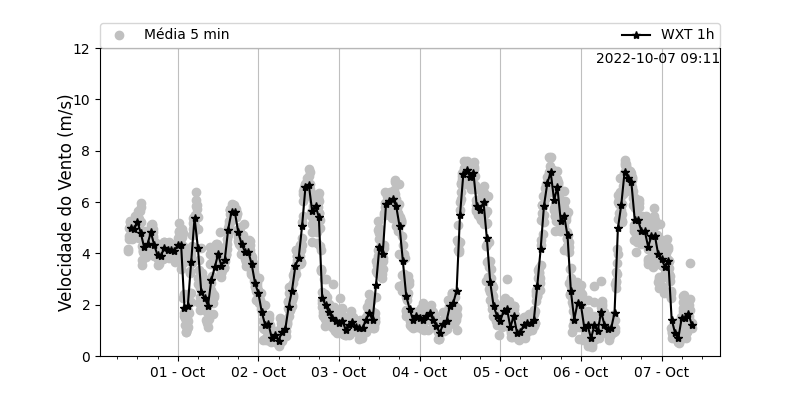 Média 5 min
WXT 1h
2022-10-07 09:11
Velocidade do Vento (m/s)
12
10
8
6
4
2
0
01 - Oct
02 - Oct
03 - Oct
04 - Oct
05 - Oct
06 - Oct
07 - Oct